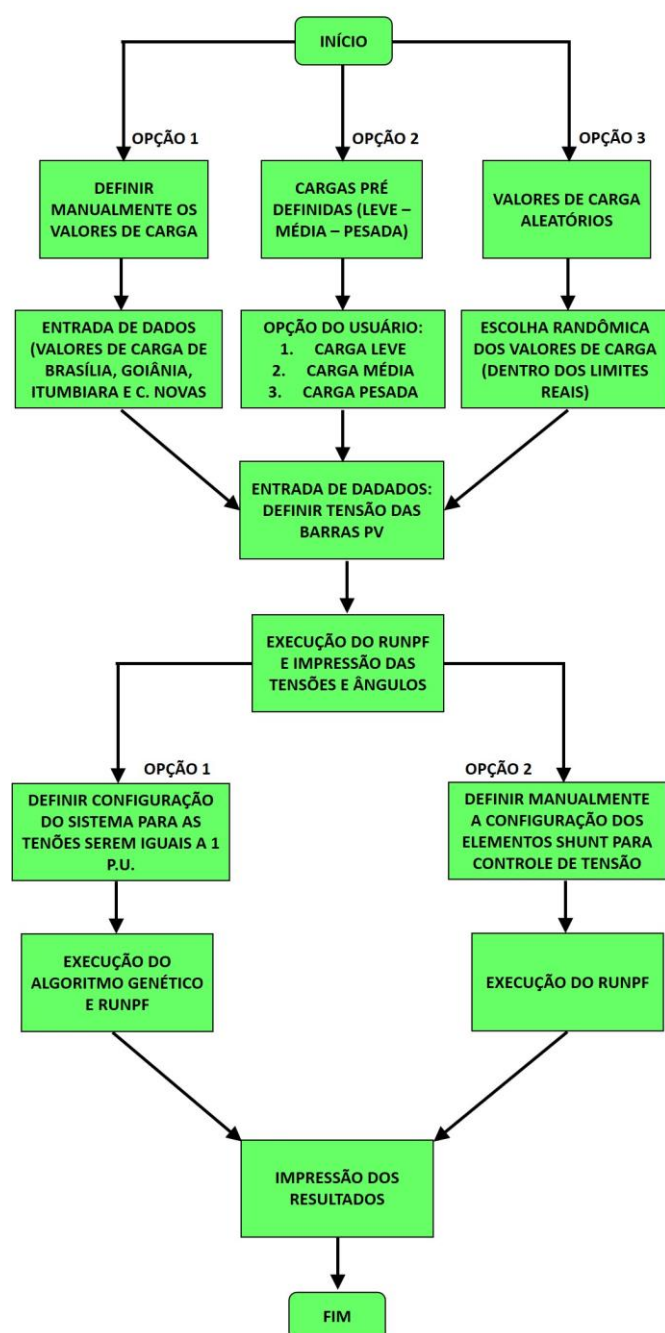 INÍCIO
OPÇÃO 1
OPÇÃO 2
OPÇÃO 3
DEFINIR
MANUALMENTE OS
VALORES DE CARGA
CARGAS PRÉ
DEFINIDAS (LEVE –
MÉDIA – PESADA)
VALORES DE CARGA
ALEATÓRIOS
ENTRADA DE DADOS
(VALORES DE CARGA DE
BRASÍLIA, GOIÂNIA,
ITUMBIARA E C. NOVAS
OPÇÃO DO USUÁRIO:
1. CARGA LEVE
2. CARGA MÉDIA
3. CARGA PESADA
ESCOLHA RANDÔMICA
DOS VALORES DE CARGA
(DENTRO DOS LIMITES
REAIS)
ENTRADA DE DADADOS:
DEFINIR TENSÃO DAS
BARRAS PV
EXECUÇÃO DO RUNPF
E IMPRESSÃO DAS
TENSÕES E ÂNGULOS
OPÇÃO 1
OPÇÃO 2
DEFINIR CONFIGURAÇÃO
DO SISTEMA PARA AS
TENÕES SEREM IGUAIS A 1
P.U.
DEFINIR MANUALMENTE
A CONFIGURAÇÃO DOS
ELEMENTOS SHUNT PARA
CONTROLE DE TENSÃO
EXECUÇÃO DO
ALGORITMO GENÉTICO
E RUNPF
EXECUÇÃO DO RUNPF
IMPRESSÃO DOS
RESULTADOS
FIM